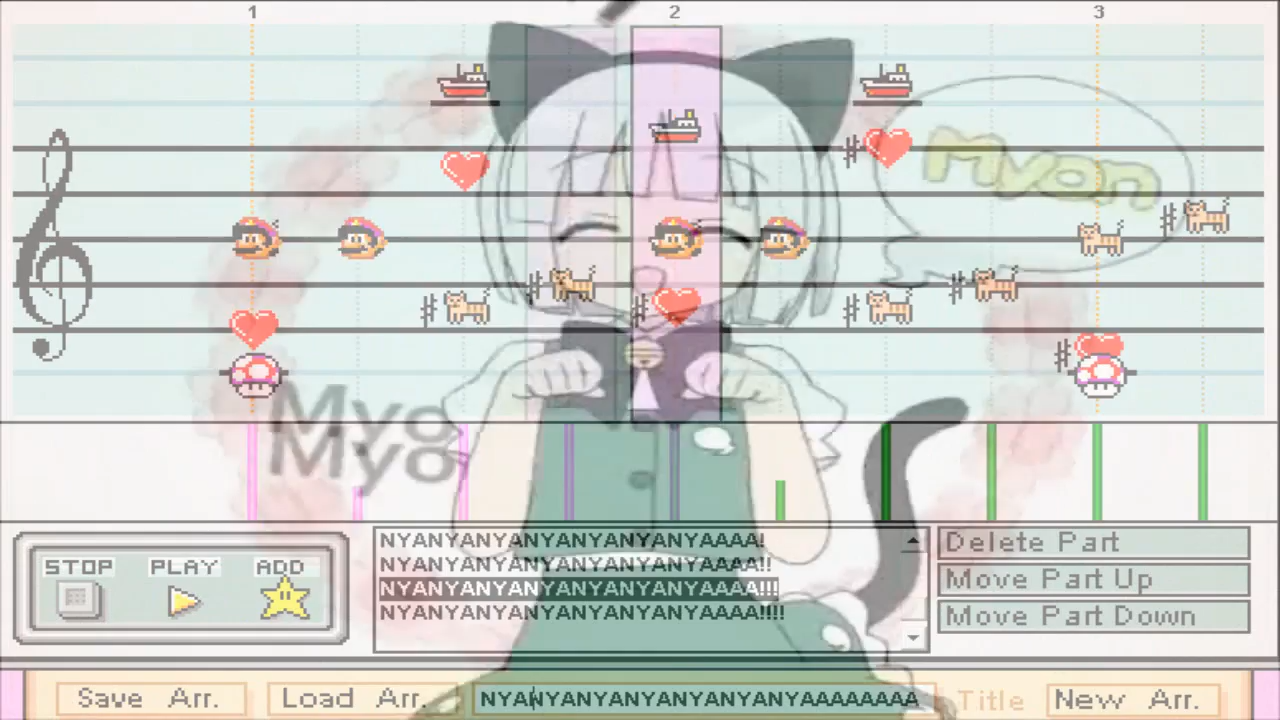 1 2 3
Myon
Myo
Myo
STOP PLAY ADD
NYANYANYANYANYANYANYAAAA!
NYANYANYANYANYANYANYAAAA!!
NYANYANYANYANYANYANYAAAA!!!
NYANYANYANYANYANYANYAAAA!!!!
Delete Part
Move Part Up
Move Part Down
Save Arr. Load Arr. NYANYANYANYANYANYANYAAAAAAAA Title New Arr.